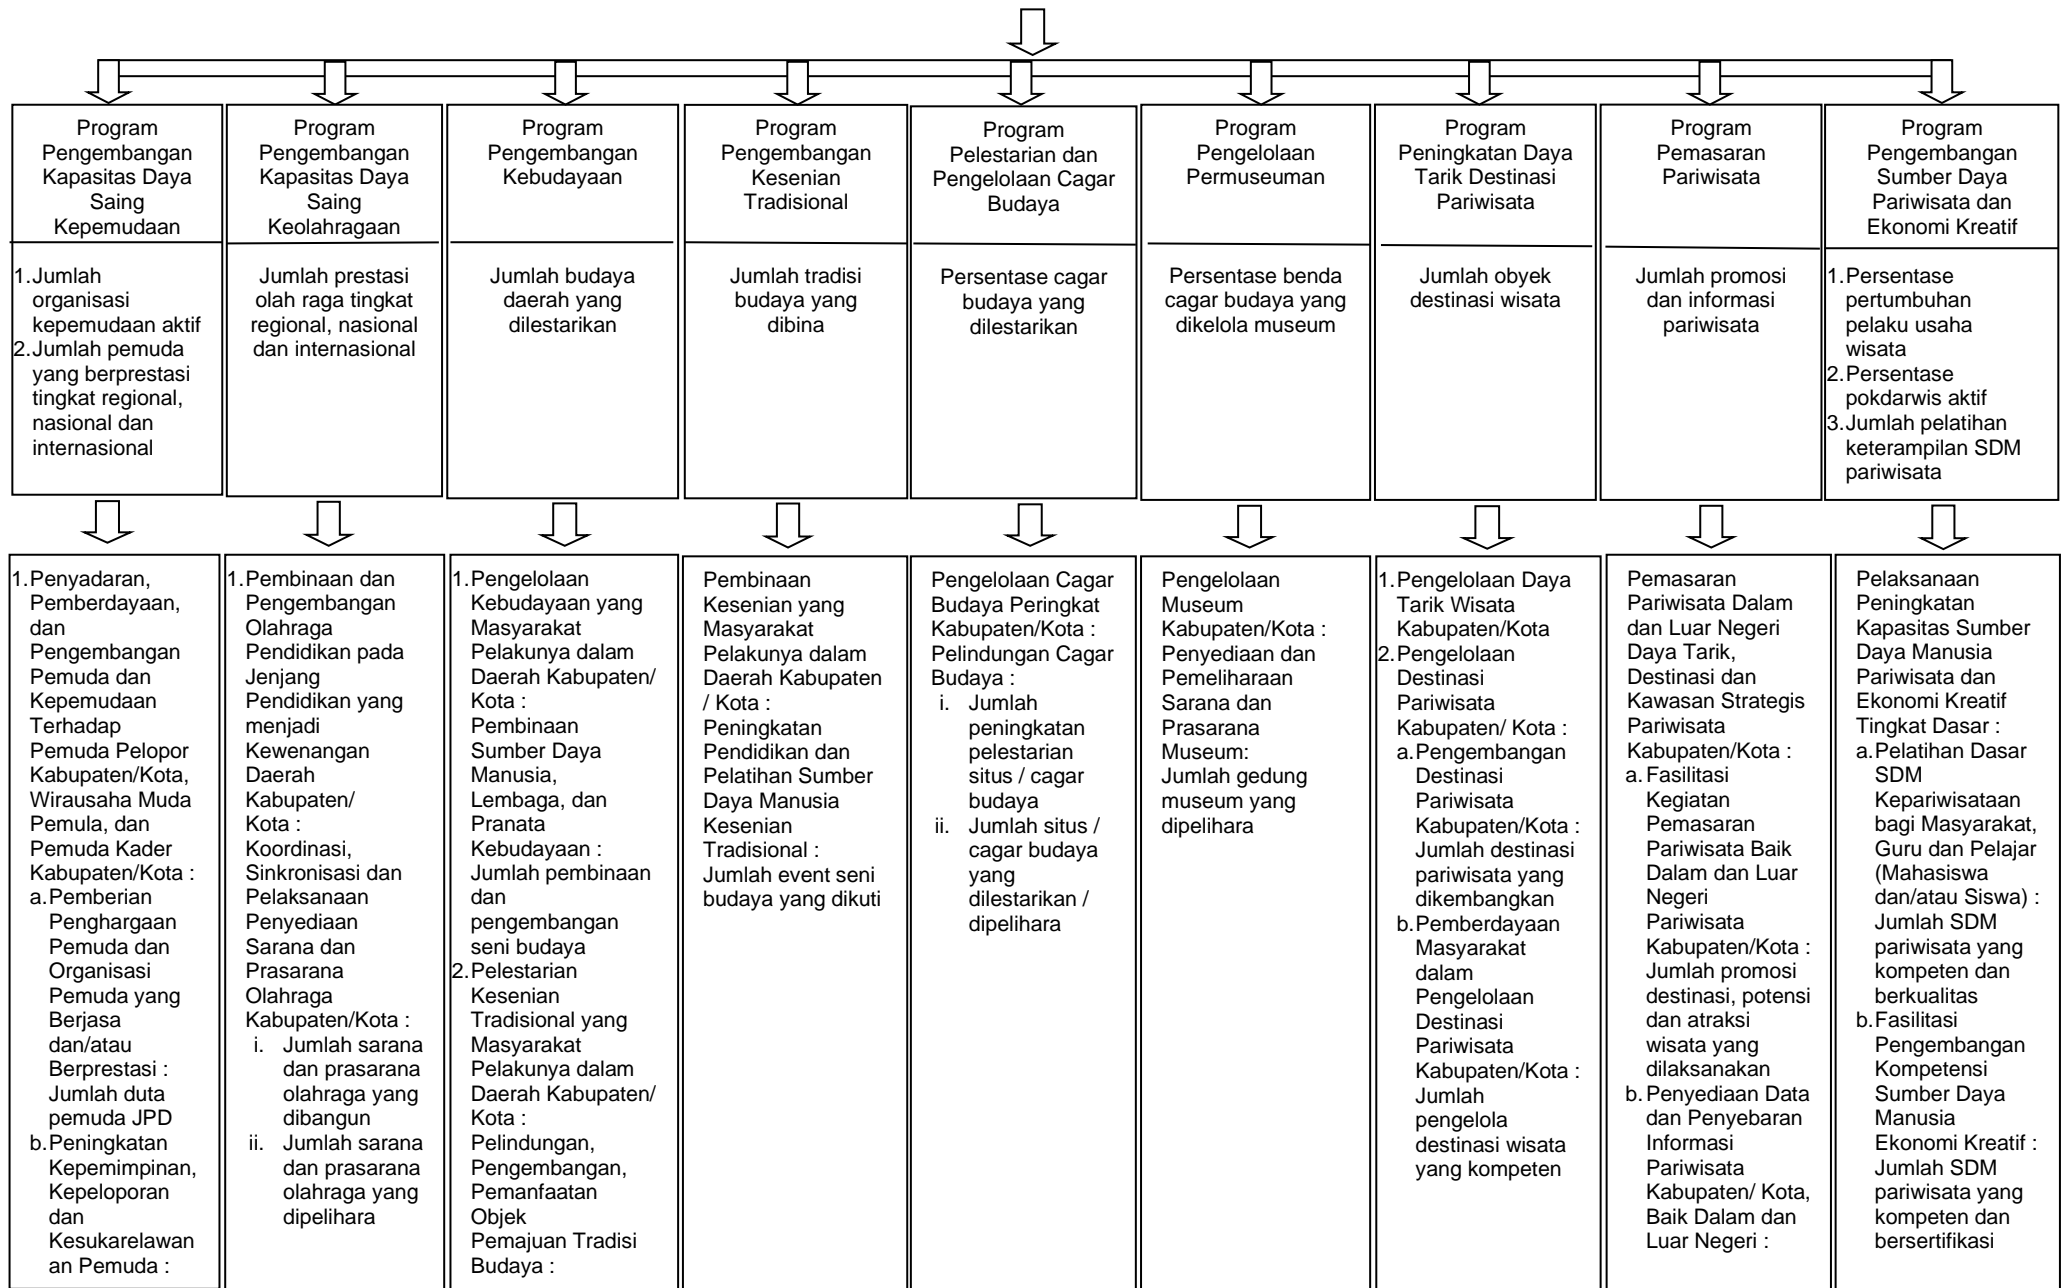 Program
Pengembangan
Kapasitas Daya
Saing
Kepemudaan
Program
Pengembangan
Kapasitas Daya
Saing
Keolahragaan
Program
Pengembangan
Kebudayaan
Program
Pengembangan
Kesenian
Tradisional
Program
Pelestarian dan
Pengelolaan Cagar
Budaya
Program
Pengelolaan
Permuseuman
Program
Peningkatan Daya
Tarik Destinasi
Pariwisata
Program
Pemasaran
Pariwisata
Program
Pengembangan
Sumber Daya
Pariwisata dan
Ekonomi Kreatif
1.Jumlah
organisasi
kepemudaan aktif
2.Jumlah pemuda
yang berprestasi
tingkat regional,
nasional dan
internasional
Jumlah prestasi
olah raga tingkat
regional, nasional
dan internasional
Jumlah budaya
daerah yang
dilestarikan
Jumlah tradisi
budaya yang
dibina
Persentase cagar
budaya yang
dilestarikan
Persentase benda
cagar budaya yang
dikelola museum
Jumlah obyek
destinasi wisata
Jumlah promosi
dan informasi
pariwisata
1.Persentase
pertumbuhan
pelaku usaha
wisata
2.Persentase
pokdarwis aktif
3.Jumlah pelatihan
keterampilan SDM
pariwisata
1.Penyadaran,
Pemberdayaan,
dan
Pengembangan
Pemuda dan
Kepemudaan
Terhadap
Pemuda Pelopor
Kabupaten/Kota,
Wirausaha Muda
Pemula, dan
Pemuda Kader
Kabupaten/Kota :
a.Pemberian
Penghargaan
Pemuda dan
Organisasi
Pemuda yang
Berjasa
dan/atau
Berprestasi :
Jumlah duta
pemuda JPD
b.Peningkatan
Kepemimpinan,
Kepeloporan
dan
Kesukarelawan
an Pemuda :
1.Pembinaan dan
Pengembangan
Olahraga
Pendidikan pada
Jenjang
Pendidikan yang
menjadi
Kewenangan
Daerah
Kabupaten/
Kota :
Koordinasi,
Sinkronisasi dan
Pelaksanaan
Penyediaan
Sarana dan
Prasarana
Olahraga
Kabupaten/Kota :
i. Jumlah sarana
dan prasarana
olahraga yang
dibangun
ii. Jumlah sarana
dan prasarana
olahraga yang
dipelihara
1.Pengelolaan
Kebudayaan yang
Masyarakat
Pelakunya dalam
Daerah Kabupaten/
Kota :
Pembinaan
Sumber Daya
Manusia,
Lembaga, dan
Pranata
Kebudayaan :
Jumlah pembinaan
dan
pengembangan
seni budaya
2.Pelestarian
Kesenian
Tradisional yang
Masyarakat
Pelakunya dalam
Daerah Kabupaten/
Kota :
Pelindungan,
Pengembangan,
Pemanfaatan
Objek
Pemajuan Tradisi
Budaya :
Pembinaan
Kesenian yang
Masyarakat
Pelakunya dalam
Daerah Kabupaten
/ Kota :
Peningkatan
Pendidikan dan
Pelatihan Sumber
Daya Manusia
Kesenian
Tradisional :
Jumlah event seni
budaya yang dikuti
Pengelolaan Cagar
Budaya Peringkat
Kabupaten/Kota :
Pelindungan Cagar
Budaya :
i. Jumlah
peningkatan
pelestarian
situs / cagar
budaya
ii. Jumlah situs /
cagar budaya
yang
dilestarikan /
dipelihara
Pengelolaan
Museum
Kabupaten/Kota :
Penyediaan dan
Pemeliharaan
Sarana dan
Prasarana
Museum:
Jumlah gedung
museum yang
dipelihara
1.Pengelolaan Daya
Tarik Wisata
Kabupaten/Kota
2.Pengelolaan
Destinasi
Pariwisata
Kabupaten/ Kota :
a.Pengembangan
Destinasi
Pariwisata
Kabupaten/Kota :
Jumlah destinasi
pariwisata yang
dikembangkan
b.Pemberdayaan
Masyarakat
dalam
Pengelolaan
Destinasi
Pariwisata
Kabupaten/Kota :
Jumlah
pengelola
destinasi wisata
yang kompeten
Pemasaran
Pariwisata Dalam
dan Luar Negeri
Daya Tarik,
Destinasi dan
Kawasan Strategis
Pariwisata
Kabupaten/Kota :
a. Fasilitasi
Kegiatan
Pemasaran
Pariwisata Baik
Dalam dan Luar
Negeri
Pariwisata
Kabupaten/Kota :
Jumlah promosi
destinasi, potensi
dan atraksi
wisata yang
dilaksanakan
b. Penyediaan Data
dan Penyebaran
Informasi
Pariwisata
Kabupaten/ Kota,
Baik Dalam dan
Luar Negeri :
Pelaksanaan
Peningkatan
Kapasitas Sumber
Daya Manusia
Pariwisata dan
Ekonomi Kreatif
Tingkat Dasar :
a.Pelatihan Dasar
SDM
Kepariwisataan
bagi Masyarakat,
Guru dan Pelajar
(Mahasiswa
dan/atau Siswa) :
Jumlah SDM
pariwisata yang
kompeten dan
berkualitas
b.Fasilitasi
Pengembangan
Kompetensi
Sumber Daya
Manusia
Ekonomi Kreatif :
Jumlah SDM
pariwisata yang
kompeten dan
bersertifikasi